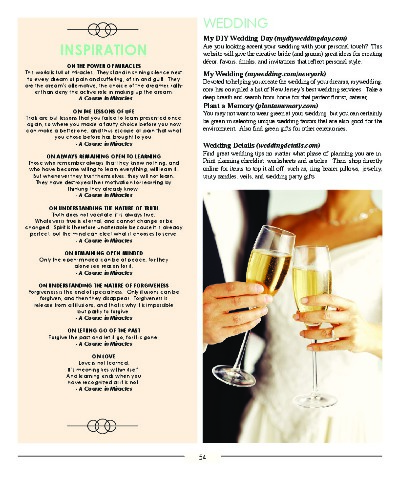 INSPIRATION
ON THE POWER OF MIRACLES
The world is full of miracles. They stand in shining silence next
to every dream of pain and suffering, of sin and guilt. They
are the dream's alternative, the choice of the dreamer rather
than deny the active role in making up the dream.
- A Course in Miracles
ON THE LESSONS OF LIFE
Trials are but lessons that you failed to learn presented once
again, so where you made a faulty choice before you now
can make a better one, and thus escape all pain that what
you chose before has brought to you.
- A Course in Miracles
ON ALWAYS REMAINING OPEN TO LEARNING
Those who remember always that they know nothing, and
who have become willing to learn everything, will learn it.
But whenever they trust themselves, they will not learn.
They have destroyed their motivation for learning by
thinking they already know.
- A Course in Miracles
ON UNDERSTANDING THE NATURE OF TRUTH
Truth does not vacillate; it is always true.
Whatever is true is eternal, and cannot change or be
changed. Spirit is therefore unalterable because it is already
perfect, but the mind can elect what it chooses to serve.
- A Course in Miracles
ON REMAINING OPEN MINDED
Only the open-minded can be at peace, for they
alone see reason for it.
- A Course in Miracles
ON UNDERSTANDING THE NATURE OF FORGIVENESS
Forgiveness is the end of specialness. Only illusions can be
forgiven, and then they disappear. Forgiveness is
release from all illusions, and that is why it is impossible
but partly to forgive.
- A Course in Miracles
ON LETTING GO OF THE PAST
Forgive the past and let it go, for it is gone.
- A Course in Miracles
ON LOVE
Love is not learned.
It's meaning lies within itself.
And learning ends when you
have recognized all it is not.
- A Course in Miracles
WEDDING
My DIY Wedding Day (mydiyweddingday.com)
Are you looking accent your wedding with your personal touch? This
website will give the creative bride (and groom) great ideas for creating
décor, favors, drinks, and invitations that reflect personal style.
My Wedding (mywedding.com/newyork)
Devoted to helping you create the wedding of your dreams, mywedding.
com has compiled a list of New Jersey's best wedding services. Take a
deep breath and search from home for that perfect florist, caterer,
Plant a Memory (plantamemory.com)
You may not want to wear green at your wedding, but you can certainly
be green in selecting unique wedding favors that are also good for the
environment. Also find green gifts for other ceremonies.
Wedding Details (weddingdetails.com)
Find great wedding tips no matter what phase of planning you are in.
Print planning checklist worksheets and articles. Then shop directly
online for items to top it all off such as, ring bearer pillows, jewelry,
unity candles, veils, and wedding party gifts.
54